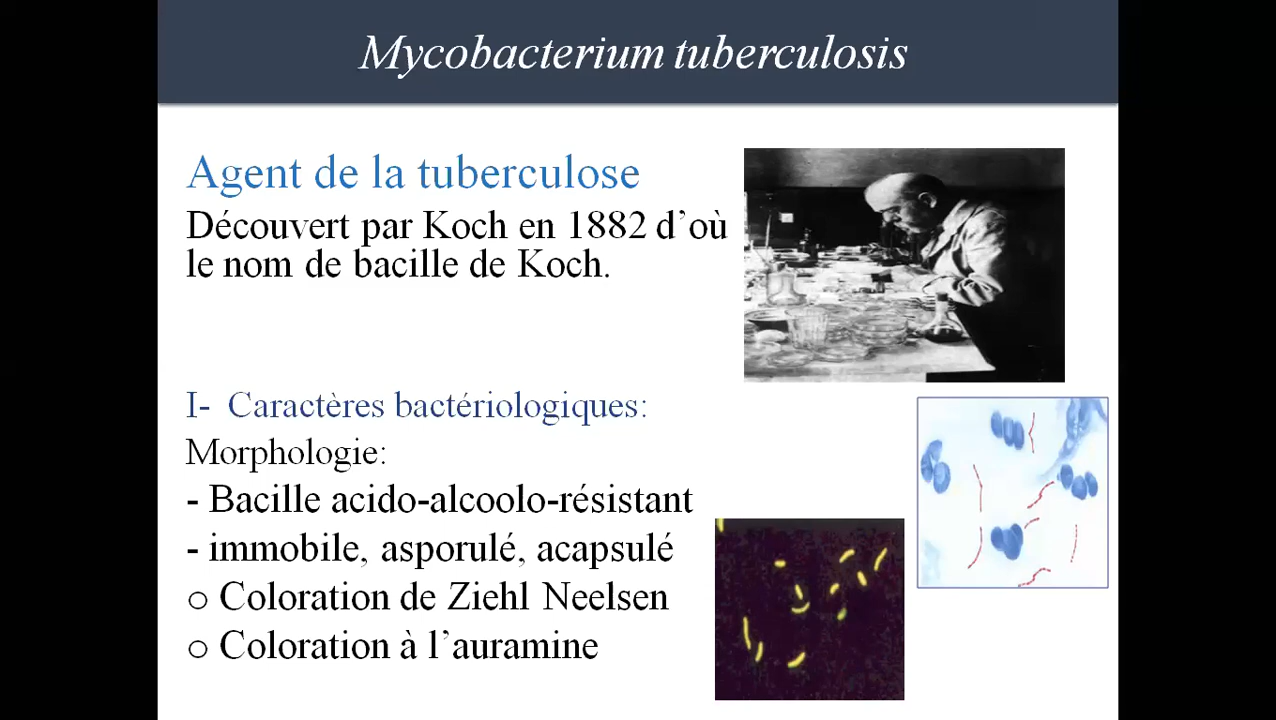 Mycobacterium tuberculosis
Agent de la tuberculose
Découvert par Koch en 1882 d’où
le nom de bacille de Koch.
I- Caractères bactériologiques:
Morphologie:
- Bacille acido-alcoolo-résistant
- immobile, asporulé, acapsulé
o Coloration de Ziehl Neelsen
o Coloration à l’auramine